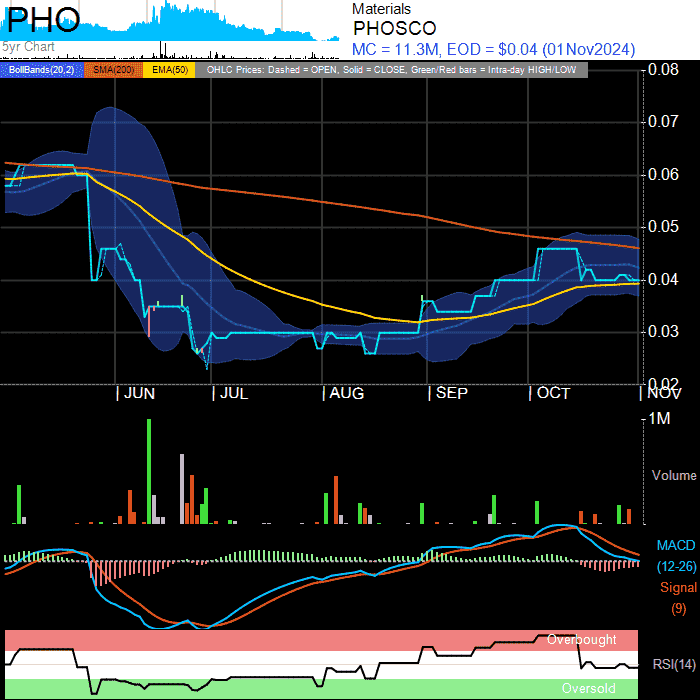 PHO
5yr Chart
Materials
PHOSCO
MC = 11.3M, EOD = $0.04 (01Nov2024)
BollBands(20,2) SMA(200) EMA(50) OHLC Prices: Dashed = OPEN, Solid = CLOSE, Green/Red bars = Intra-day HIGH/LOW
0.08
0.07
0.06
0.05
0.04
0.03
0.02
JUN JUL AUG SEP OCT NOV
1M
Volume
MACD
(12-26)
Signal
(9)
Overbought
RSI(14)
Oversold